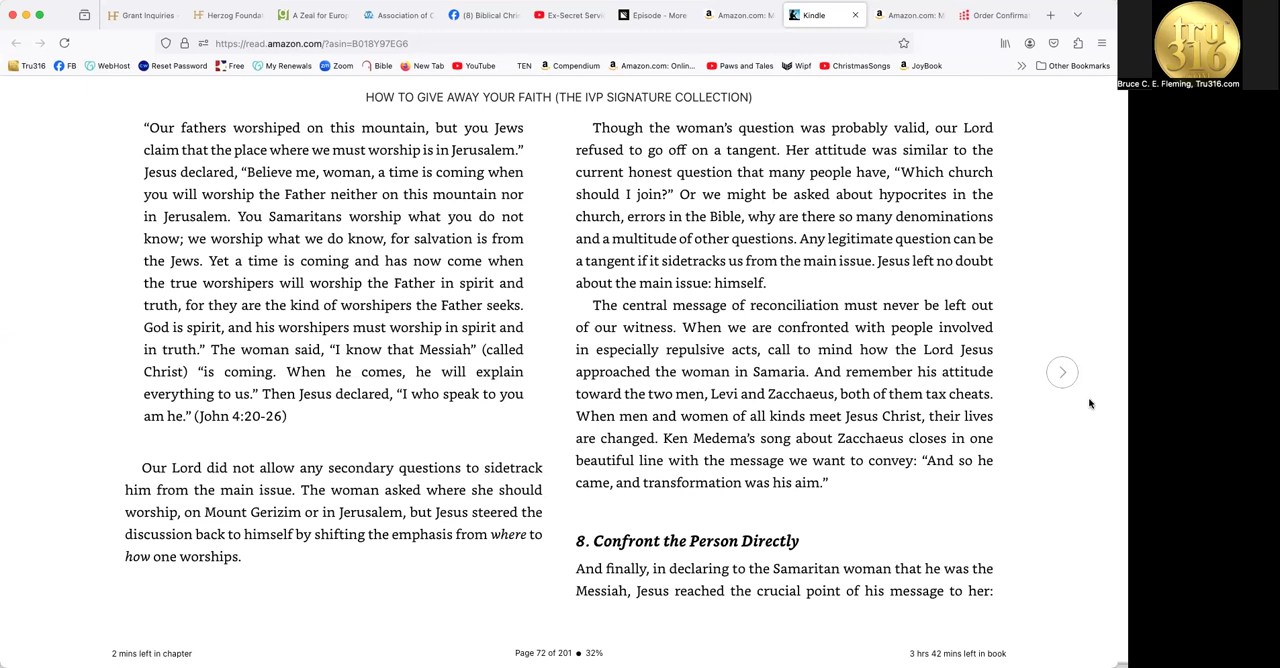 Grant Inquiries
Herzog Founda
A Zeal for Euro
Association of C
(8) Biblical Chri
Ex-Secret Servi
Episode - More
Amazon.com: M
Kindle
Amazon.com: M
Order Confirma
https://read.amazon.com/?asin=B018Y97EG6
Tru316
FB
WebHost
Reset Password
Free
My Renewals
Zoom
Bible
New Tab
YouTube
TEN
Compendium
Amazon.com: Onlin...
Paws and Tales
Wipf
ChristmasSongs
JoyBook
Other Bookmarks
tru
316
Bruce C. E. Fleming, Tru316.com
HOW TO GIVE AWAY YOUR FAITH (THE IVP SIGNATURE COLLECTION)
“Our fathers worshiped on this mountain, but you Jews
claim that the place where we must worship is in Jerusalem.”
Jesus declared, “Believe me, woman, a time is coming when
you will worship the Father neither on this mountain nor
in Jerusalem. You Samaritans worship what you do not
know; we worship what we do know, for salvation is from
the Jews. Yet a time is coming and has now come when
the true worshipers will worship the Father in spirit and
truth, for they are the kind of worshipers the Father seeks.
God is spirit, and his worshipers must worship in spirit and
in truth.” The woman said, “I know that Messiah” (called
Christ) “is coming. When he comes, he will explain
everything to us.” Then Jesus declared, “I who speak to you
am he.” (John 4:20-26)
Our Lord did not allow any secondary questions to sidetrack
him from the main issue. The woman asked where she should
worship, on Mount Gerizim or in Jerusalem, but Jesus steered the
discussion back to himself by shifting the emphasis from where to
how one worships.
Though the woman’s question was probably valid, our Lord
refused to go off on a tangent. Her attitude was similar to the
current honest question that many people have, “Which church
should I join?” Or we might be asked about hypocrites in the
church, errors in the Bible, why are there so many denominations
and a multitude of other questions. Any legitimate question can be
a tangent if it sidetracks us from the main issue. Jesus left no doubt
about the main issue: himself.
The central message of reconciliation must never be left out
of our witness. When we are confronted with people involved
in especially repulsive acts, call to mind how the Lord Jesus
approached the woman in Samaria. And remember his attitude
toward the two men, Levi and Zacchaeus, both of them tax cheats.
When men and women of all kinds meet Jesus Christ, their lives
are changed. Ken Medema’s song about Zacchaeus closes in one
beautiful line with the message we want to convey: “And so he
came, and transformation was his aim.”
8. Confront the Person Directly
And finally, in declaring to the Samaritan woman that he was the
Messiah, Jesus reached the crucial point of his message to her:
2 mins left in chapter
Page 72 of 201 ● 32%
3 hrs 42 mins left in book